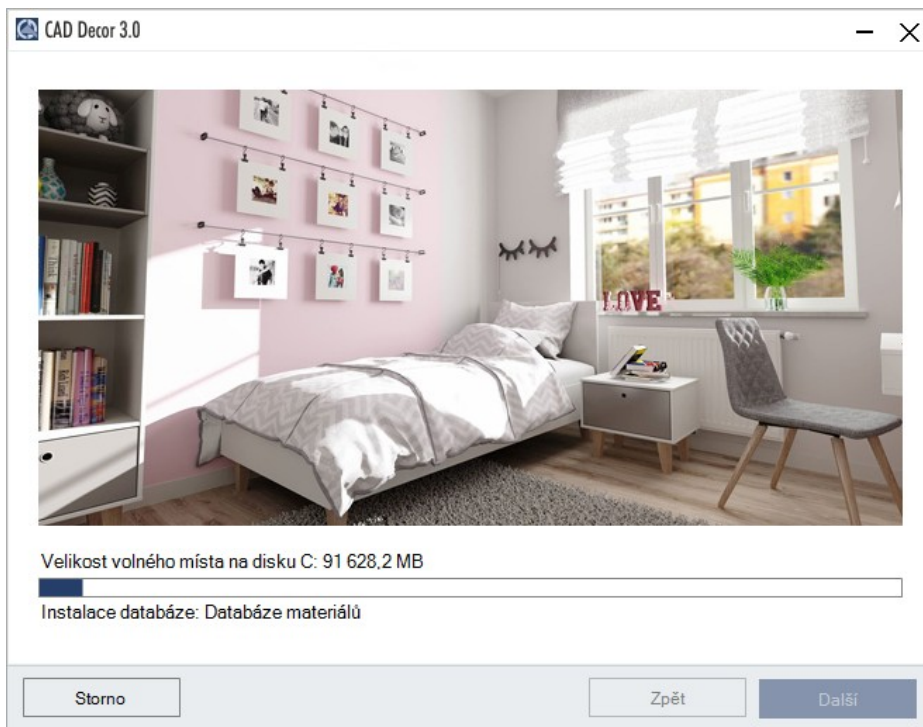 CAD Decor 3.0
LOVE
Velikost volného místa na disku C: 91 628,2 MB
Instalace databáze: Databáze materiálů
Storno
Zpět
Další